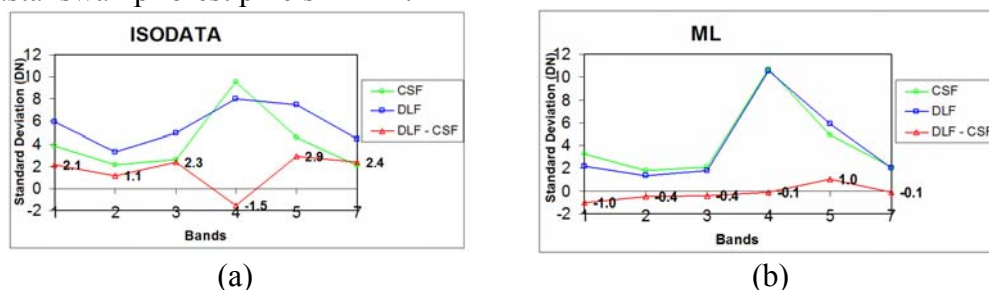 ISODATA
Standard Deviation (DN)
12
10
8
6
4
2
0
-2
2.1
1.1
2.3
-1.5
2.9
2.4
1 2 3 4 5 7
Bands
CSF
DLF
DLF - CSF
(a)
ML
Standard Deviation (DN)
12
10
8
6
4
2
0
-2
-1.0
-0.4
-0.4
-0.1
1.0
-0.1
1 2 3 4 5 7
Bands
CSF
DLF
DLF - CSF
(b)